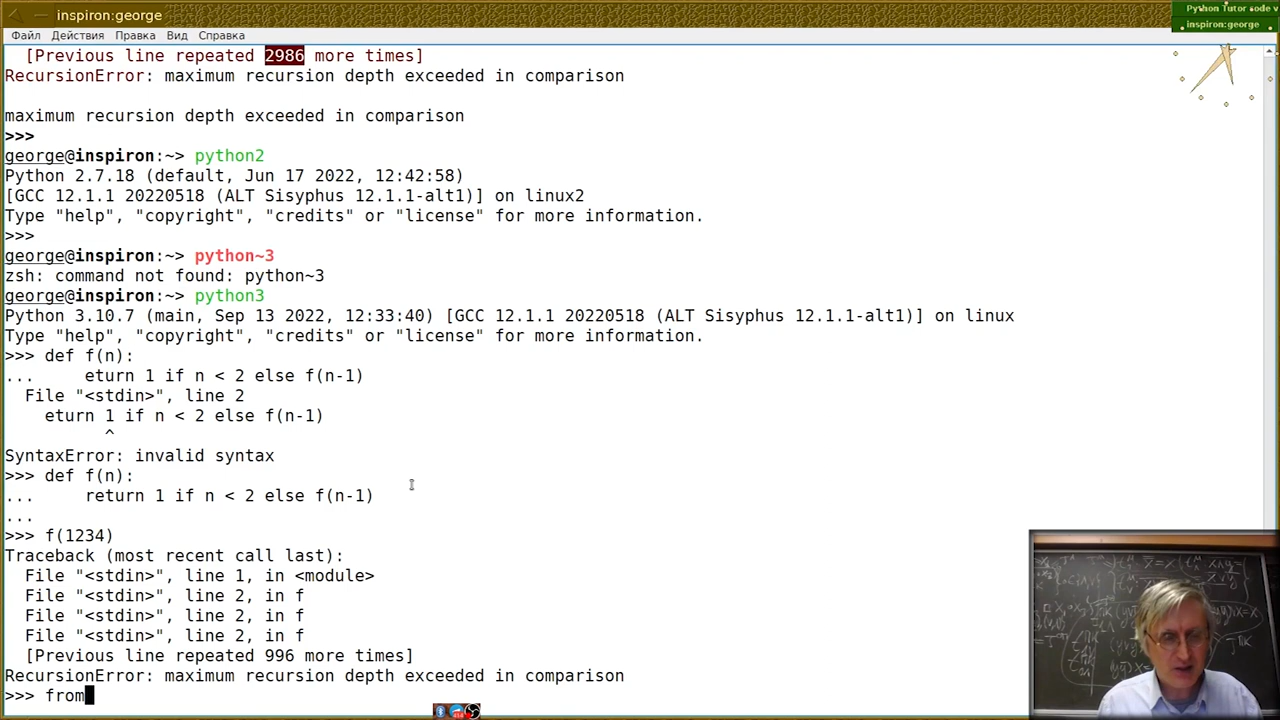 inspiron:george
Python Tutor code v
inspiron:george
Файл Действия Правка Вид Справка
[Previous line repeated 2986 more times]
RecursionError: maximum recursion depth exceeded in comparison
maximum recursion depth exceeded in comparison
>>>
george@inspiron:~> python2
Python 2.7.18 (default, Jun 17 2022, 12:42:58)
[GCC 12.1.1 20220518 (ALT Sisyphus 12.1.1-alt1)] on linux2
Type "help", "copyright", "credits" or "license" for more information.
>>>
george@inspiron:~> python~3
zsh: command not found: python~3
george@inspiron:~> python3
Python 3.10.7 (main, Sep 13 2022, 12:33:40) [GCC 12.1.1 20220518 (ALT Sisyphus 12.1.1-alt1)] on linux
Type "help", "copyright", "credits" or "license" for more information.
>>> def f(n):
...     eturn 1 if n < 2 else f(n-1)
  File "<stdin>", line 2
    eturn 1 if n < 2 else f(n-1)
          ^
SyntaxError: invalid syntax
>>> def f(n):
...     return 1 if n < 2 else f(n-1)
...
>>> f(1234)
Traceback (most recent call last):
  File "<stdin>", line 1, in <module>
  File "<stdin>", line 2, in f
  File "<stdin>", line 2, in f
  File "<stdin>", line 2, in f
  [Previous line repeated 996 more times]
RecursionError: maximum recursion depth exceeded in comparison
>>> from